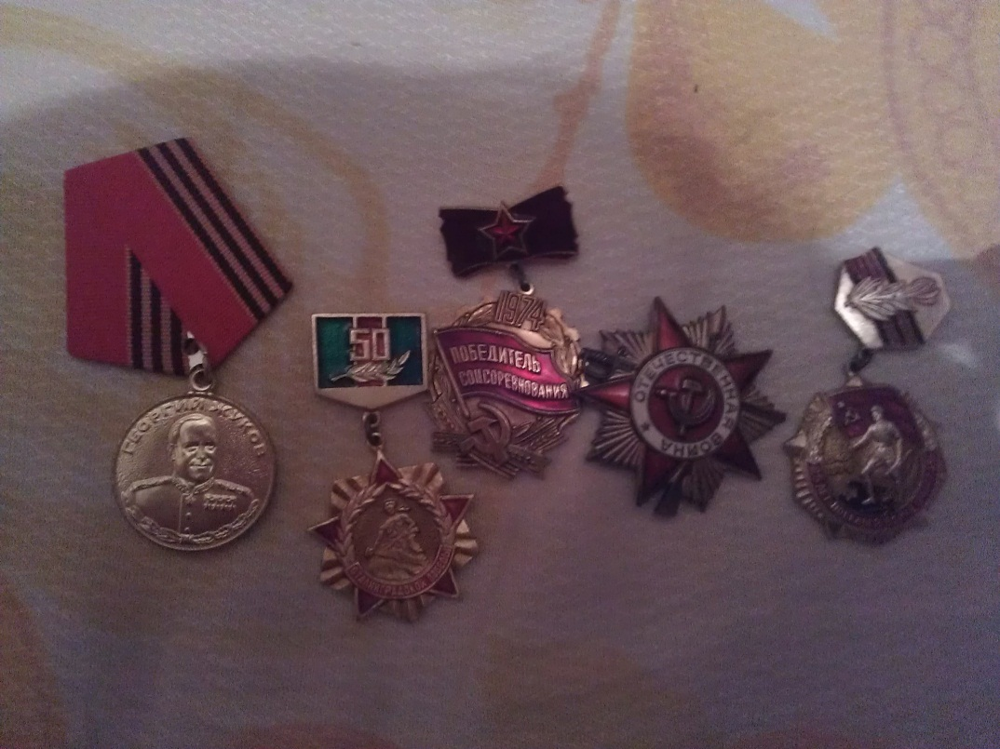 ГЕОРГИЙ ЖУКОВ
50
1974
ПОБЕДИТЕЛЬ
СОЦСОРЕВНОВАНИЯ
ОТЕЧЕСТВЕННАЯ ВОЙНА